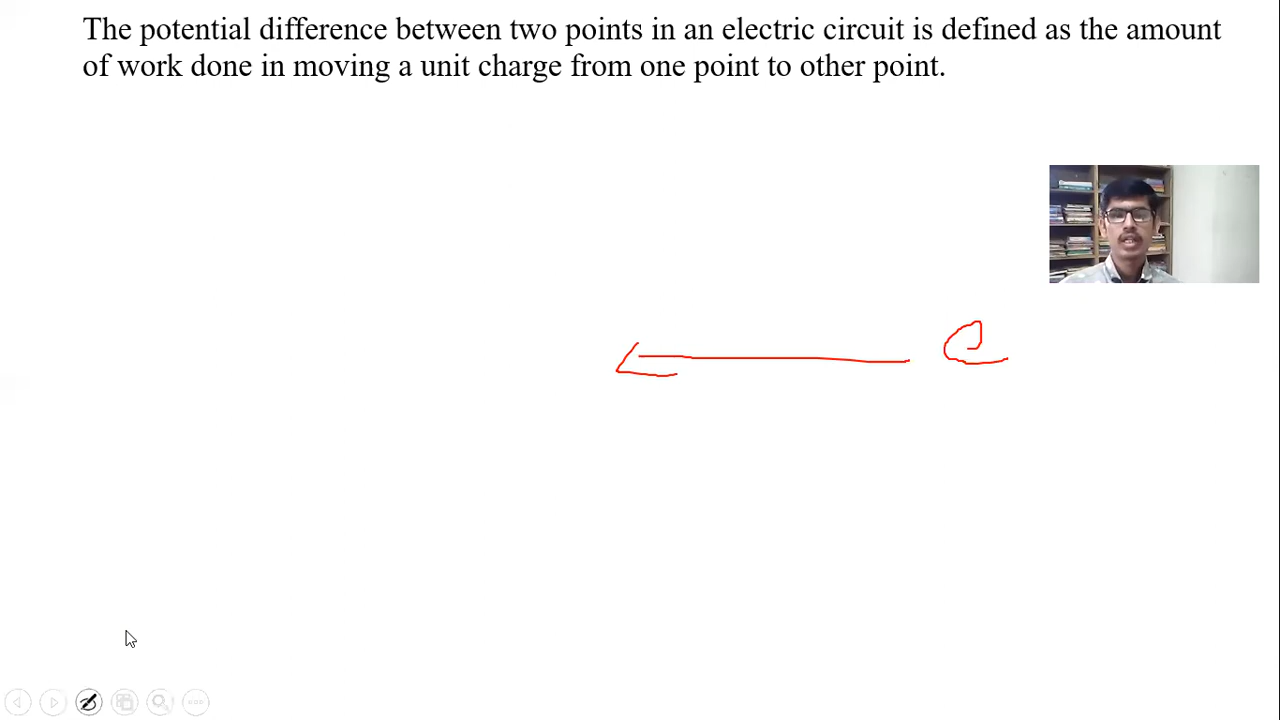 The potential difference between two points in an electric circuit is defined as the amount
of work done in moving a unit charge from one point to other point.
e